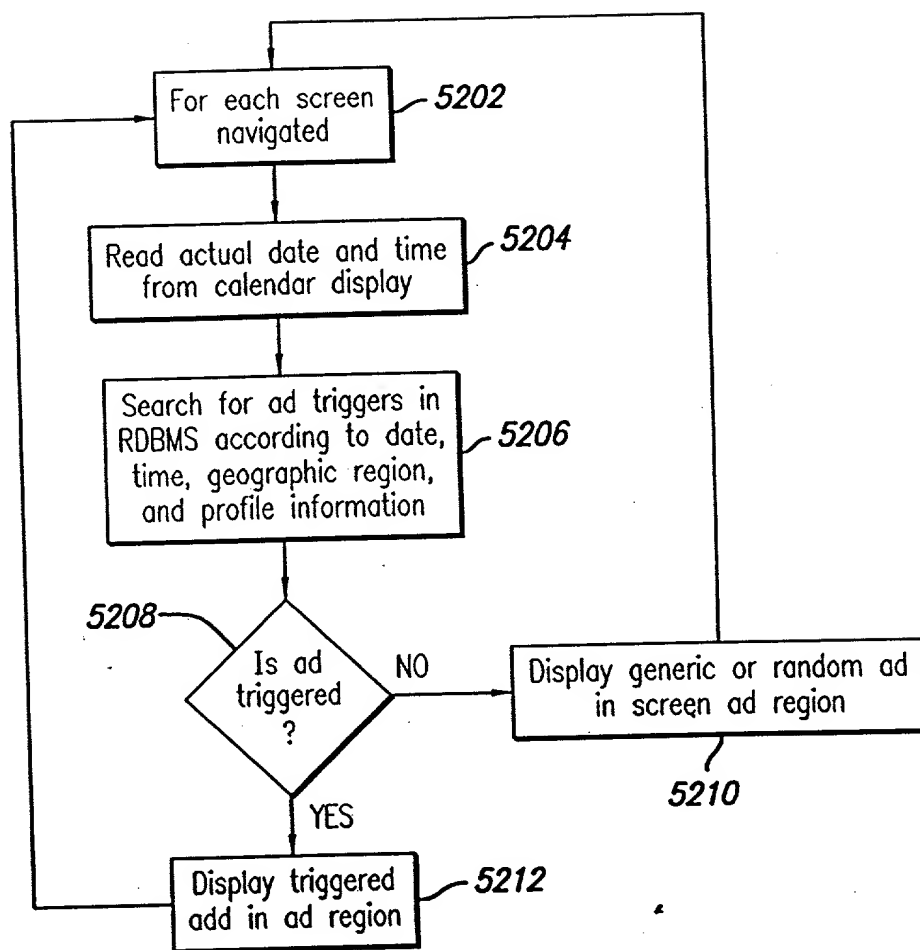 For each screen
navigated
5202
Read actual date and time
from calendar display
5204
Search for ad triggers in
RDBMS according to date,
time, geographic region,
and profile information
5206
5208
Is ad
triggered
?
NO
Display generic or random ad
in screen ad region
5210
YES
Display triggered
add in ad region
5212